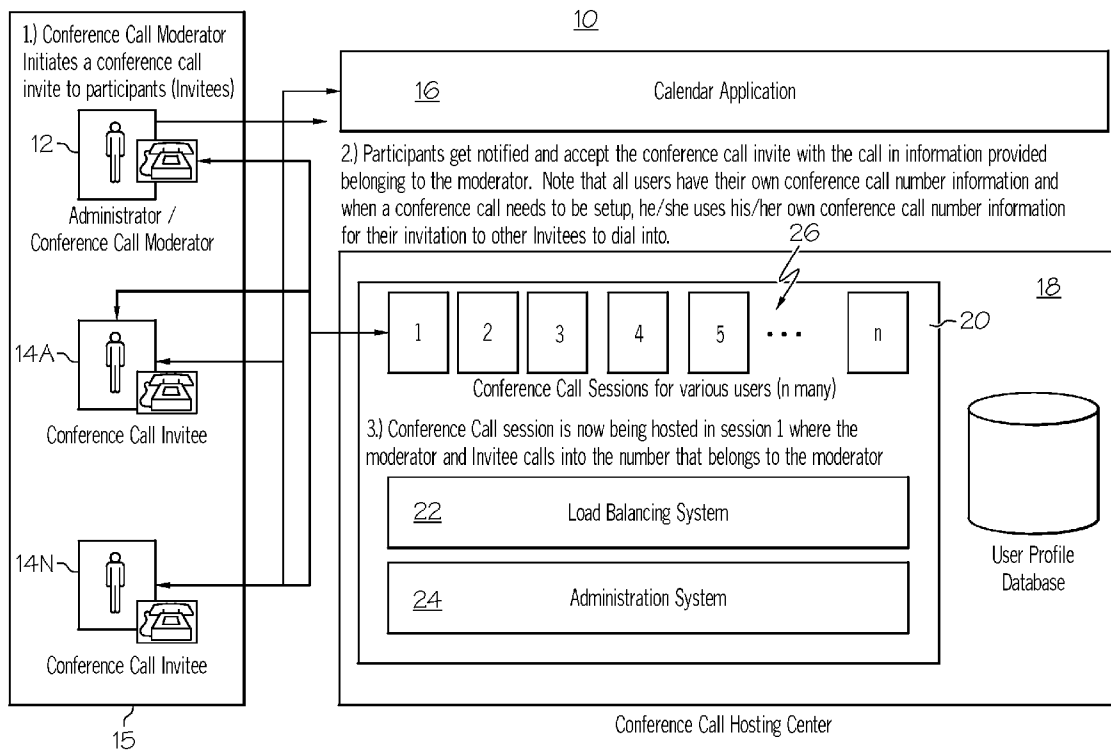 10
1.) Conference Call Moderator
Initiates a conference call
invite to participants (Invitees)
12
Administrator /
Conference Call Moderator
14A
Conference Call Invitee
14N
Conference Call Invitee
15
16
Calendar Application
2.) Participants get notified and accept the conference call invite with the call in information provided
belonging to the moderator. Note that all users have their own conference call number information and
when a conference call needs to be setup, he/she uses his/her own conference call number information
for their invitation to other Invitees to dial into.
26
18
20
1 2 3 4 5 ••• n
Conference Call Sessions for various users (n many)
3.) Conference Call session is now being hosted in session 1 where the
moderator and Invitee calls into the number that belongs to the moderator
22
Load Balancing System
24
Administration System
User Profile
Database
Conference Call Hosting Center